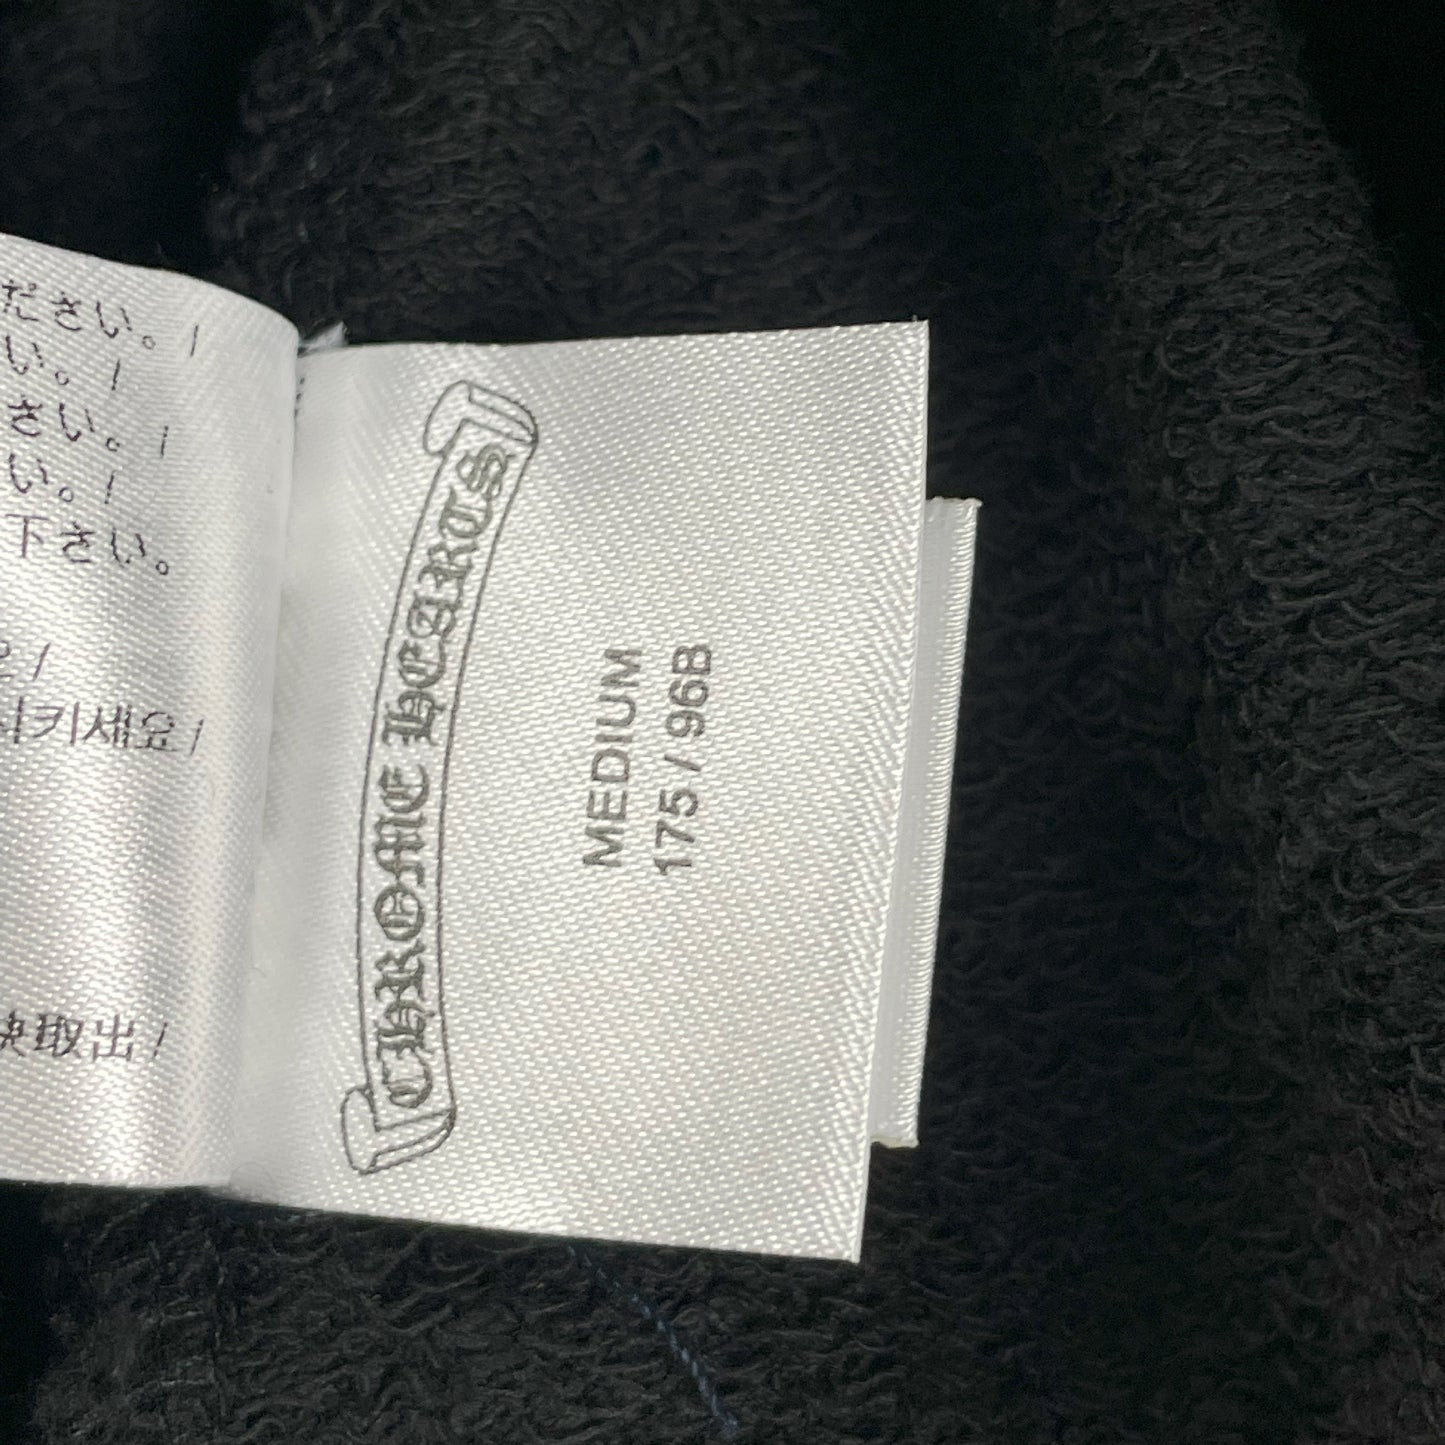 ださい。/
い。/
さい。/
い。/
下さい。
키세요/
取出/
CHROME HEARTS
MEDIUM
175/96B